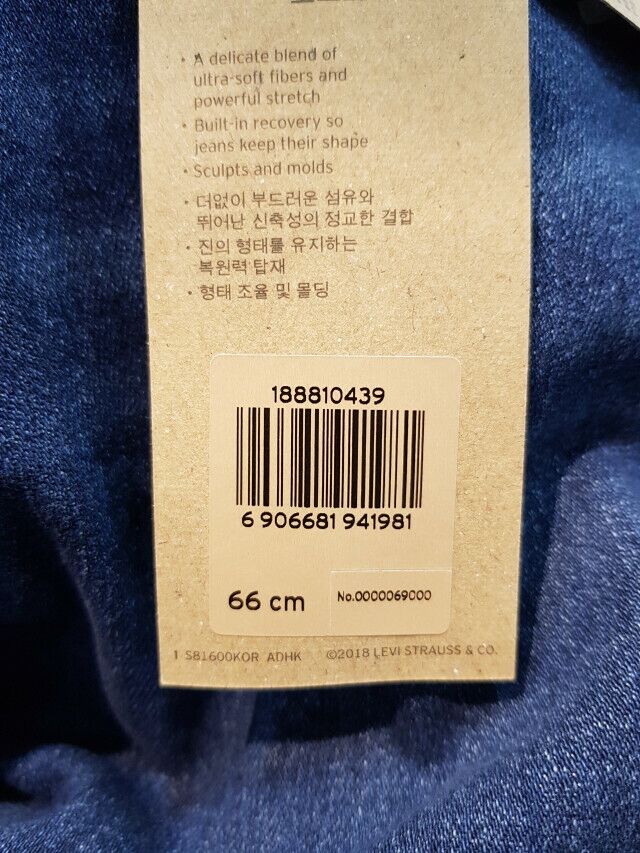 · A delicate blend of
ultra-soft fibers and
powerful stretch
· Built-in recovery so
jeans keep their shape
· Sculpts and molds
· 더없이 부드러운 섬유와
뛰어난 신축성의 정교한 결합
· 진의 형태를 유지하는
복원력 탑재
· 형태 조율 및 몰딩
188810439
6 906681 941981
66 cm
No.0000069000
1 S81600KOR ADHK ©2018 LEVI STRAUSS & CO.